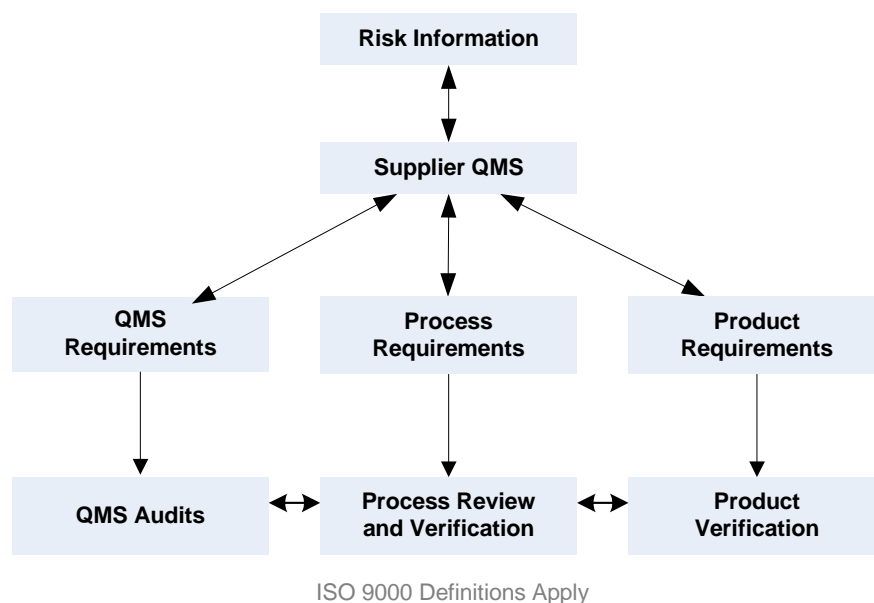 Risk Information
Supplier QMS
QMS
Requirements
Process
Requirements
Product
Requirements
QMS Audits
Process Review
and Verification
Product
Verification
ISO 9000 Definitions Apply